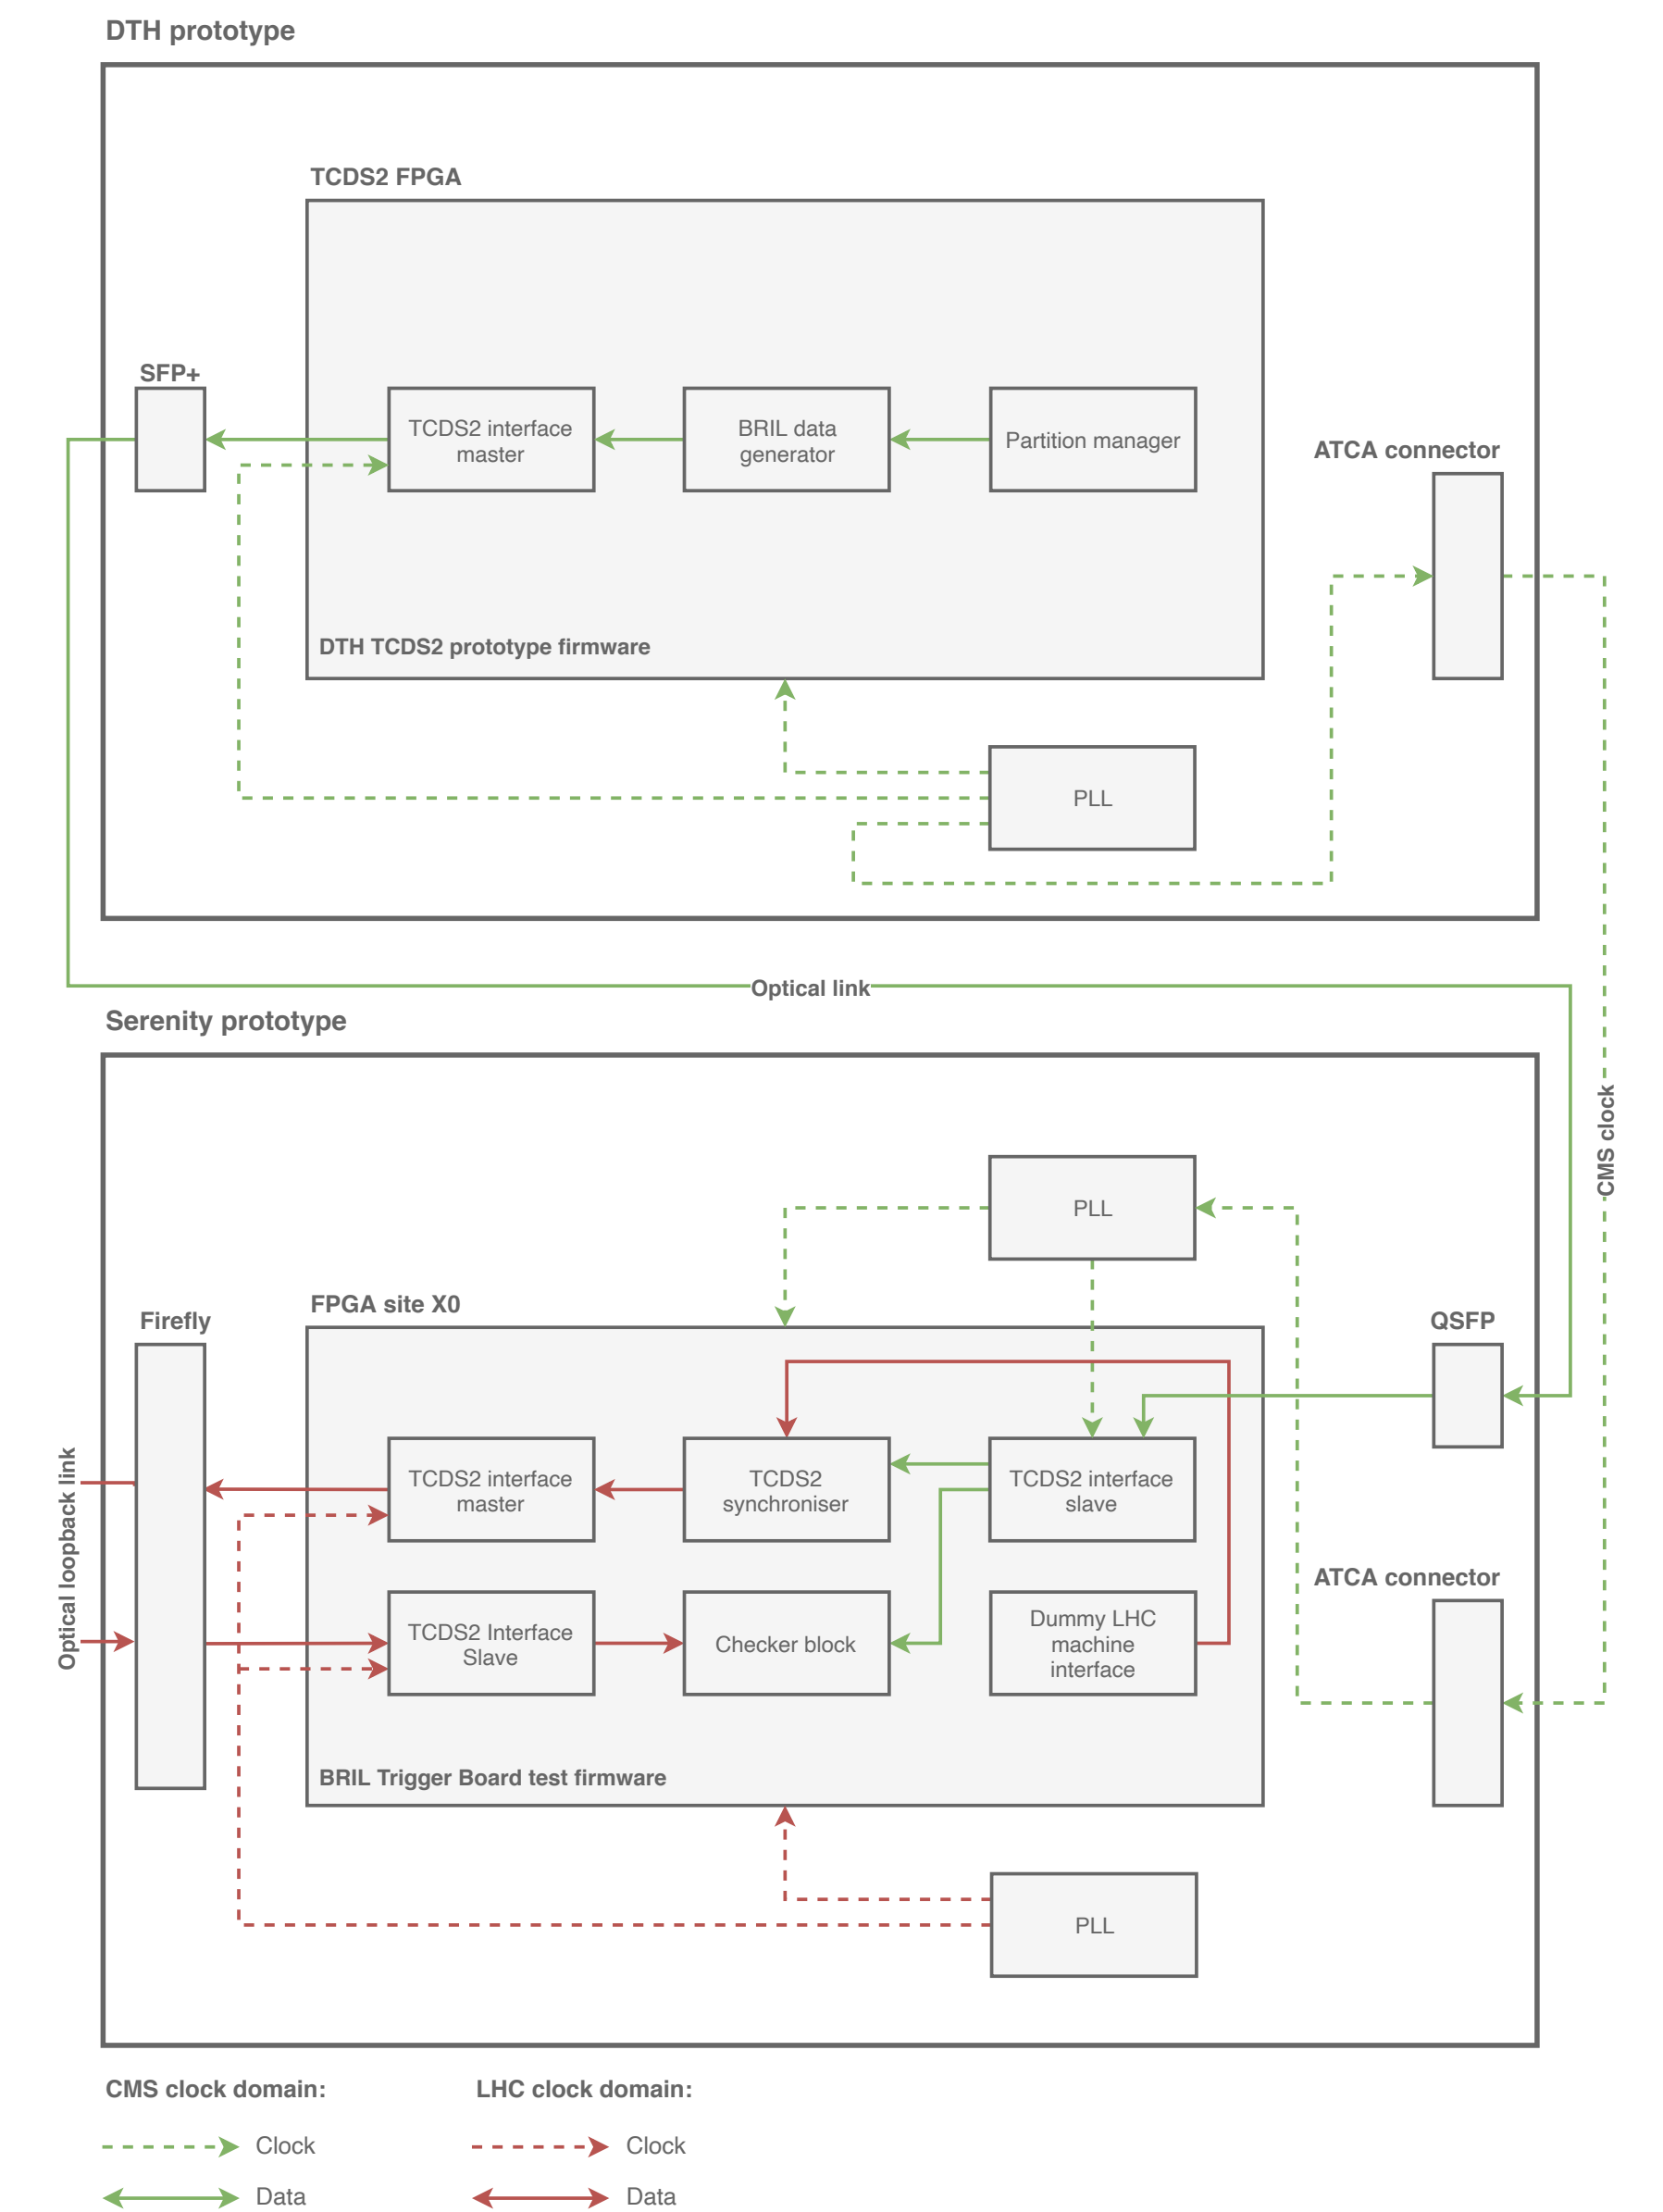 DTH prototype
TCDS2 FPGA
SFP+
TCDS2 interface
master
BRIL data
generator
Partition manager
ATCA connector
DTH TCDS2 prototype firmware
PLL
Optical link
Serenity prototype
CMS clock
PLL
FPGA site X0
Firefly
QSFP
Optical loopback link
TCDS2 interface
master
TCDS2
synchroniser
TCDS2 interface
slave
ATCA connector
TCDS2 Interface
Slave
Checker block
Dummy LHC
machine
interface
BRIL Trigger Board test firmware
PLL
CMS clock domain:
LHC clock domain:
Clock
Clock
Data
Data